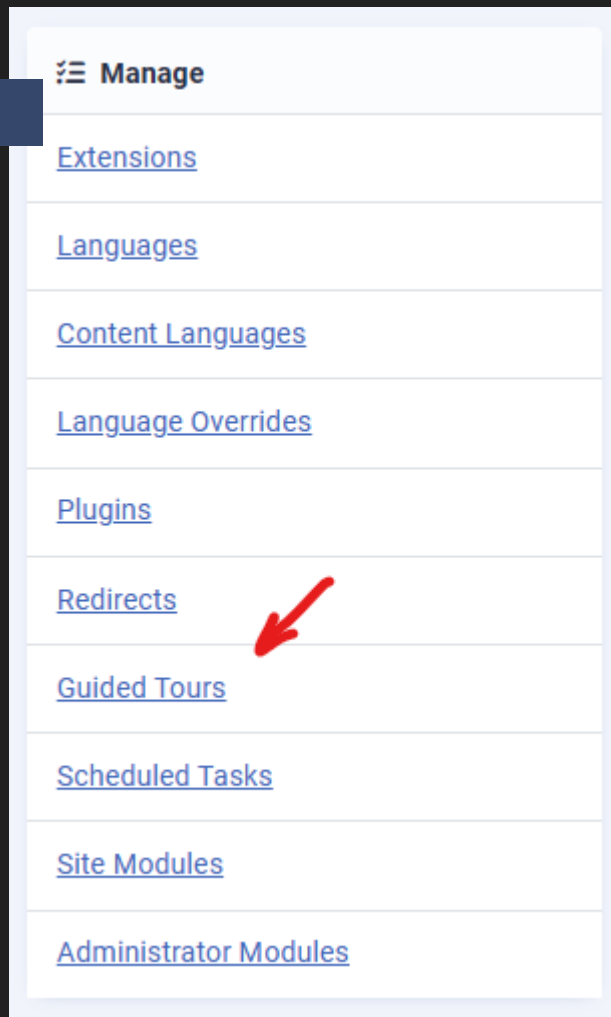 Manage
Extensions
Languages
Content Languages
Language Overrides
Plugins
Redirects
Guided Tours
Scheduled Tasks
Site Modules
Administrator Modules